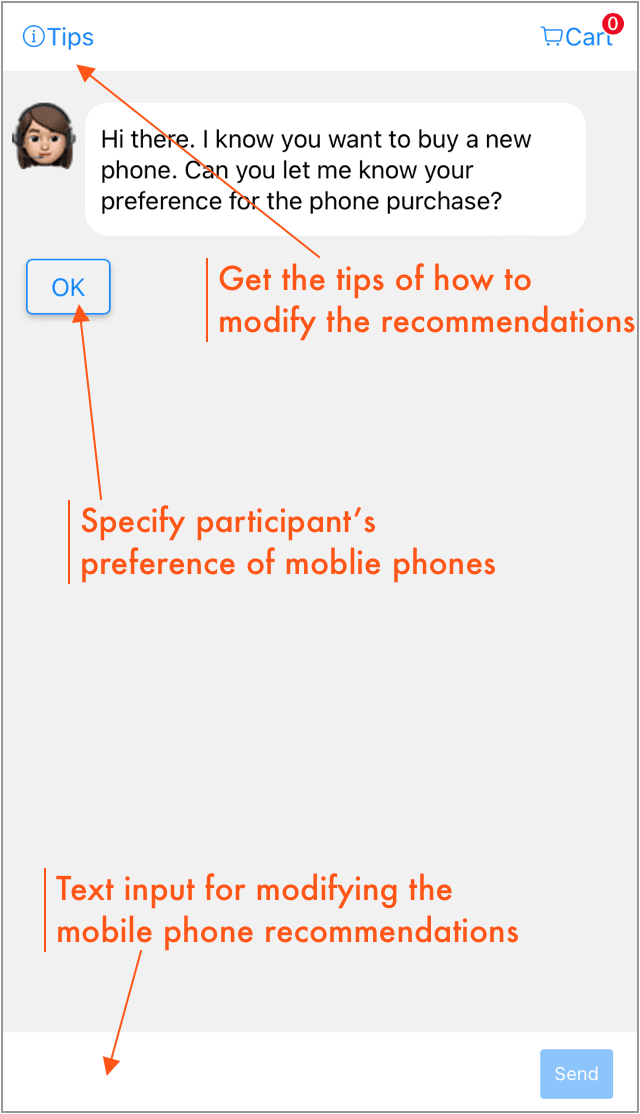 Tips
Cart
0
Hi there. I know you want to buy a new
phone. Can you let me know your
preference for the phone purchase?
OK
Get the tips of how to
modify the recommendations
Specify participant's
preference of moblie phones
Text input for modifying the
mobile phone recommendations
Send